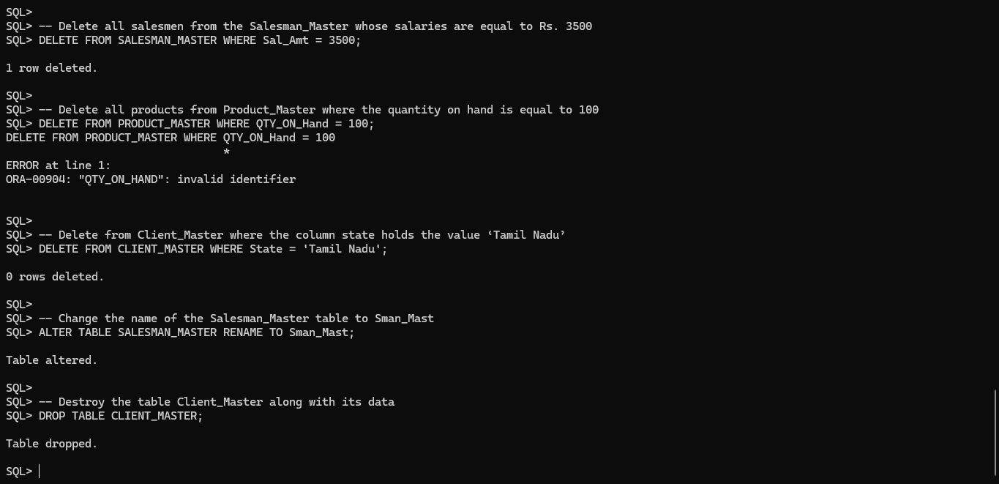 SQL>
SQL> -- Delete all salesmen from the Salesman_Master whose salaries are equal to Rs. 3500
SQL> DELETE FROM SALESMAN_MASTER WHERE Sal_Amt = 3500;
1 row deleted.
SQL>
SQL> -- Delete all products from Product_Master where the quantity on hand is equal to 100
SQL> DELETE FROM PRODUCT_MASTER WHERE QTY_ON_Hand = 100;
DELETE FROM PRODUCT_MASTER WHERE QTY_ON_Hand = 100
*
ERROR at line 1:
ORA-00904: "QTY_ON_HAND": invalid identifier
SQL>
SQL> -- Delete from Client_Master where the column state holds the value ‘Tamil Nadu’
SQL> DELETE FROM CLIENT_MASTER WHERE State = 'Tamil Nadu';
0 rows deleted.
SQL>
SQL> -- Change the name of the Salesman_Master table to Sman_Mast
SQL> ALTER TABLE SALESMAN_MASTER RENAME TO Sman_Mast;
Table altered.
SQL>
SQL> -- Destroy the table Client_Master along with its data
SQL> DROP TABLE CLIENT_MASTER;
Table dropped.
SQL>